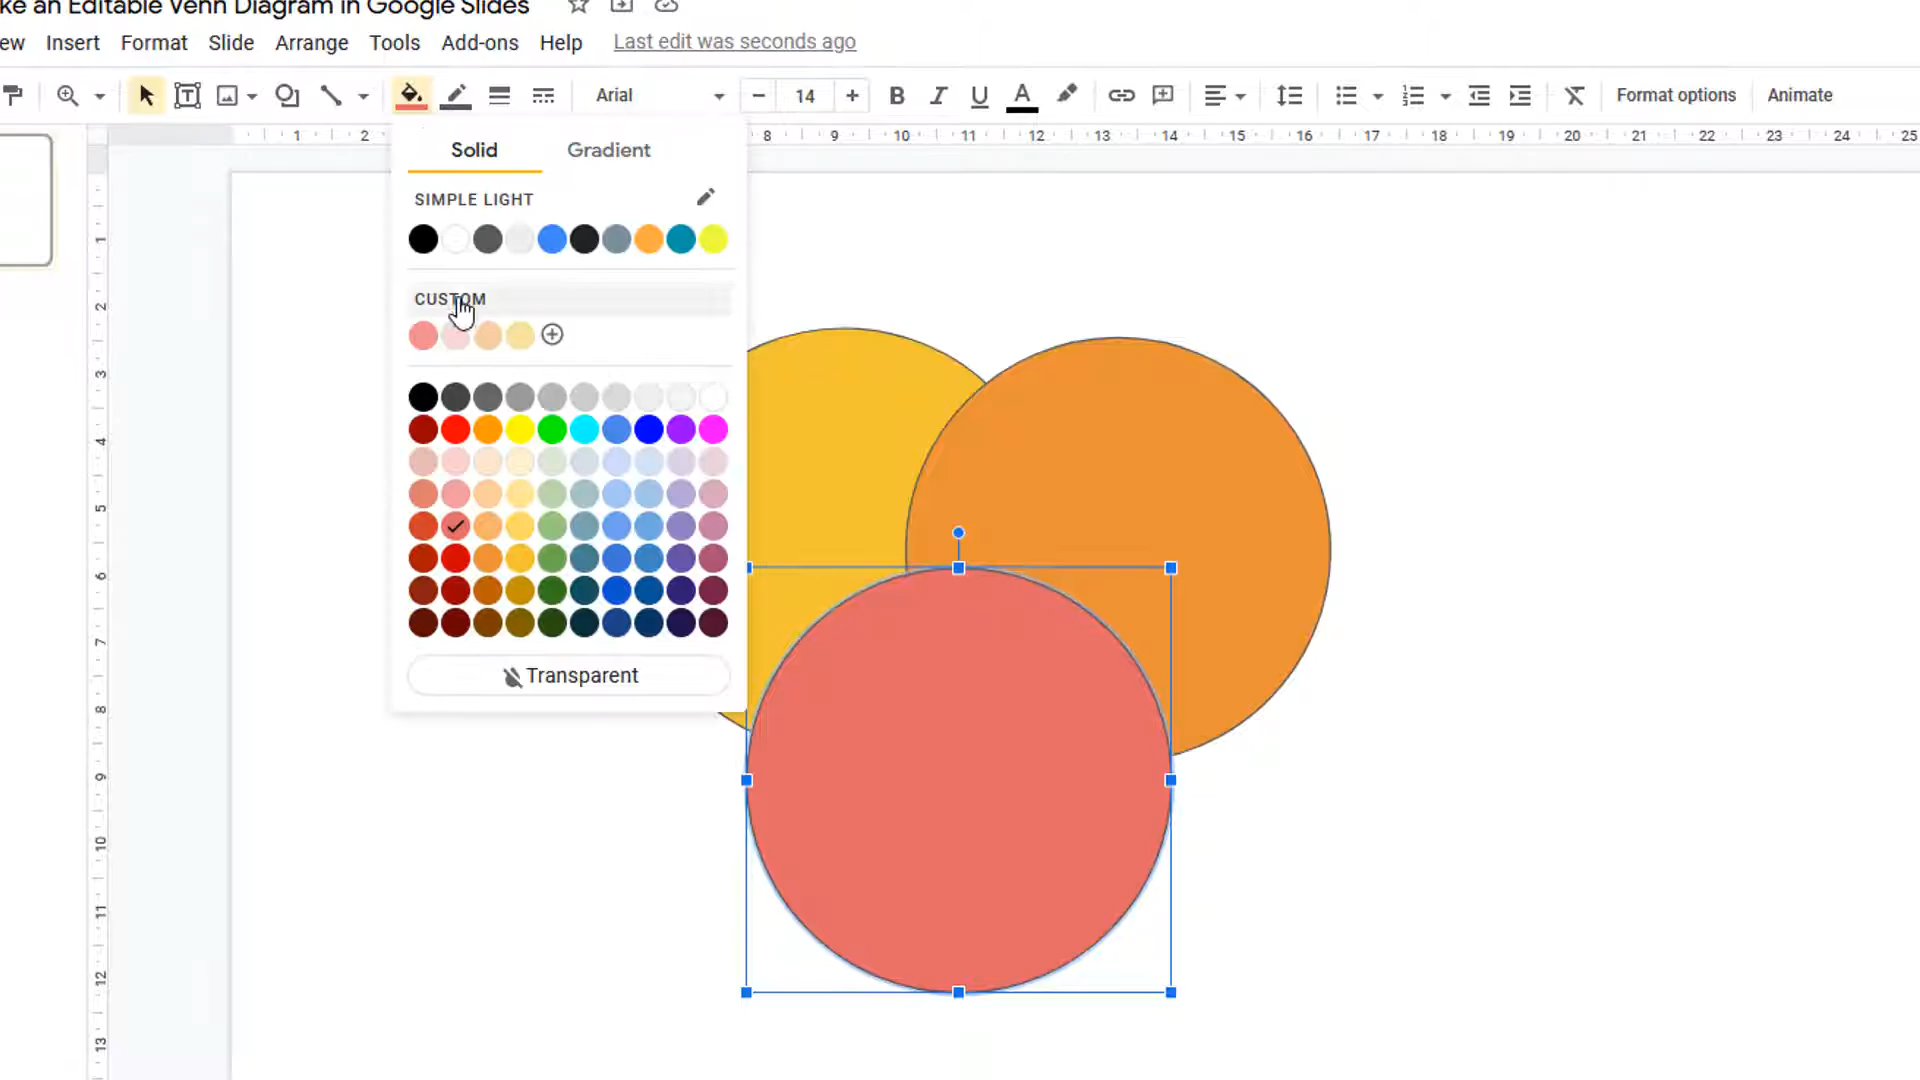 ke an Editable Venn Diagram in Google Slides
ew Insert Format Slide Arrange Tools Add-ons Help Last edit was seconds ago
Arial 14 B I U A Format options Animate
1 2 8 9 10 11 12 13 14 15 16 17 18 19 20 21 22 23 24 25
Solid Gradient
SIMPLE LIGHT
CUSTOM
Transparent
1
2
3
4
5
6
7
8
9
10
11
12
13